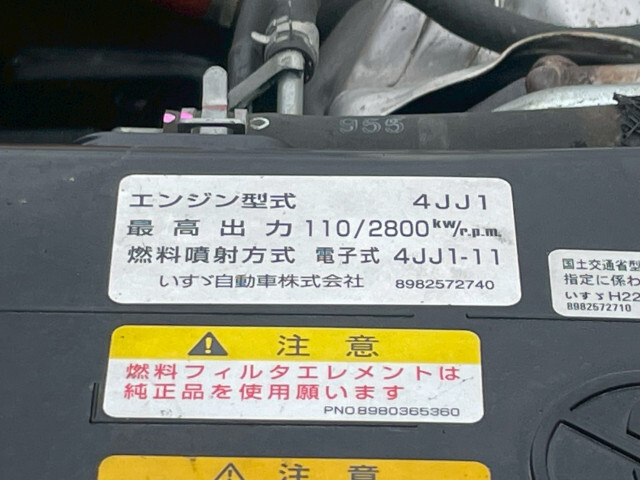 955
エンジン型式 4JJ1
最高出力 110/2800kw/r.p.m.
燃料噴射方式 電子式 4JJ1-11
いすゞ自動車株式会社 8982572740
国土交通省型
指定に係わ
いすゞH22
8982572710
注意
燃料フィルタエレメントは
純正品を使用願います
PNO8980365360
注意